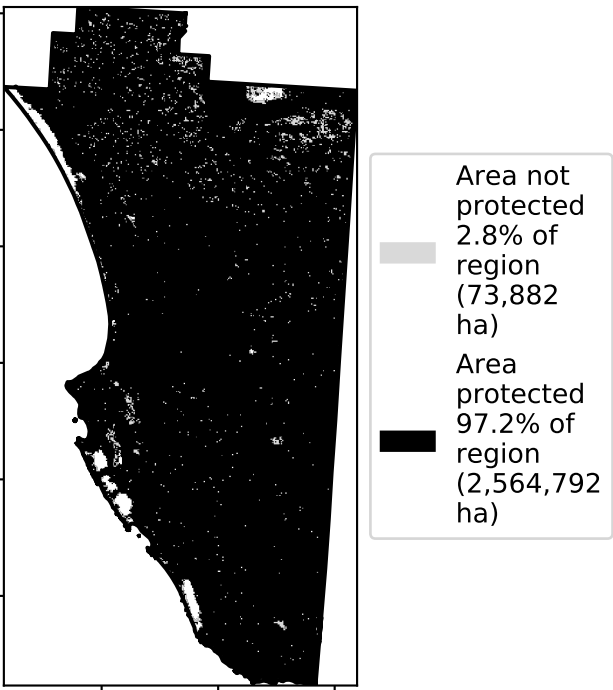 Area not
protected
2.8% of
region
(73,882
ha)
Area
protected
97.2% of
region
(2,564,792
ha)